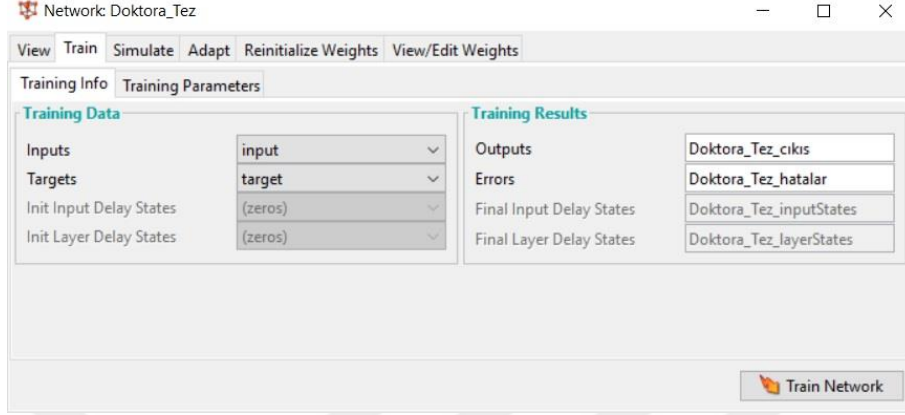 Network: Doktora_Tez
View Train Simulate Adapt Reinitialize Weights View/Edit Weights
Training Info Training Parameters
Training Data
Inputs input
Targets target
Init Input Delay States (zeros)
Init Layer Delay States (zeros)
Training Results
Outputs Doktora_Tez_cıkıs
Errors Doktora_Tez_hatalar
Final Input Delay States Doktora_Tez_inputStates
Final Layer Delay States Doktora_Tez_layerStates
Train Network